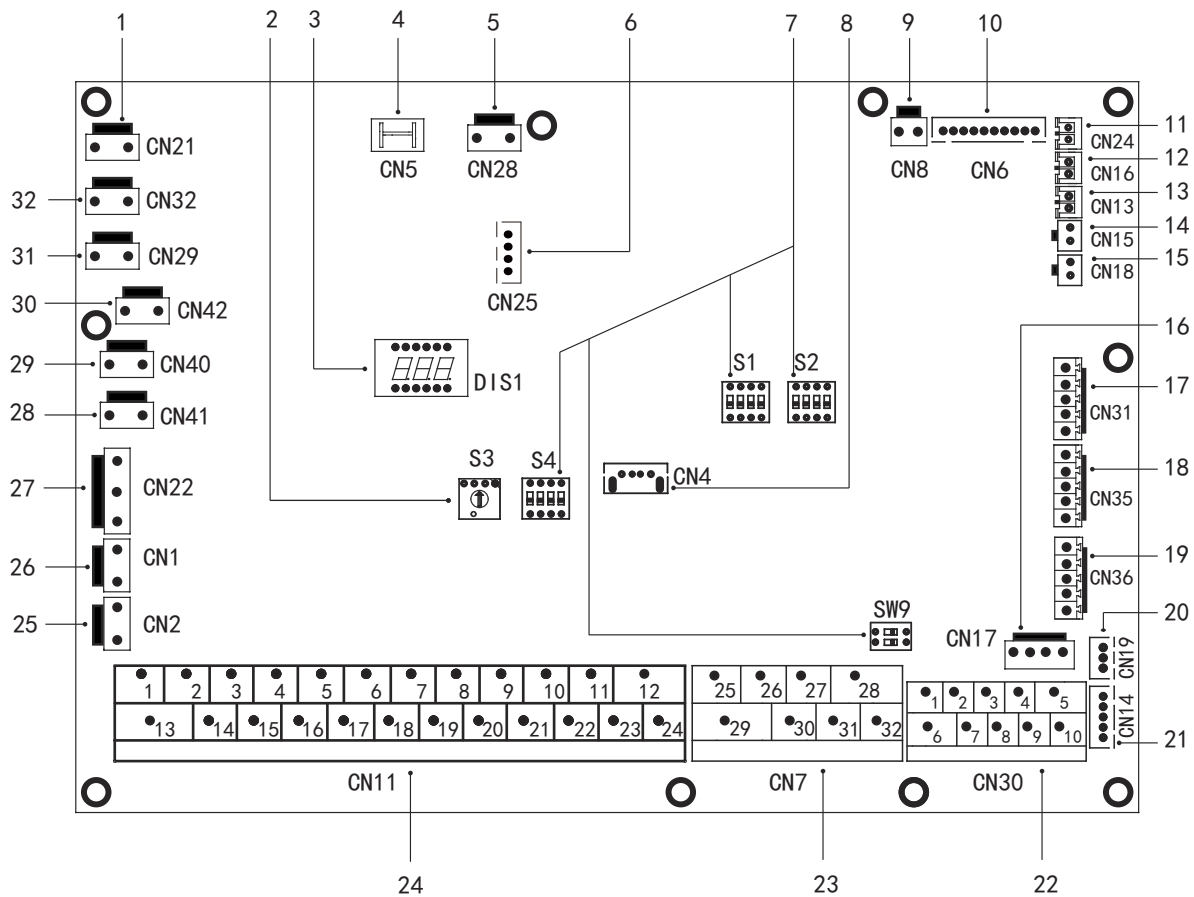 1 2 3 4 5 6 7 8 9 10
CN21 CN5 CN28 CN8 CN6 CN24 11
CN16 12
32 CN32 CN13 13
CN15 14
31 CN29 CN18 15
CN25
30 CN42
16
29 CN40 DIS1 S1 S2
28 CN41 CN31 17
27 CN22 S3 S4 CN4 CN35 18
26 CN1 CN36 19
25 CN2 SW9 CN17 CN19 20
1 2 3 4 5 6 7 8 9 10 11 12 25 26 27 28 1 2 3 4 5
13 14 15 16 17 18 19 20 21 22 23 24 29 30 31 32 6 7 8 9 10 CN14 21
CN11 CN7 CN30
24 23 22